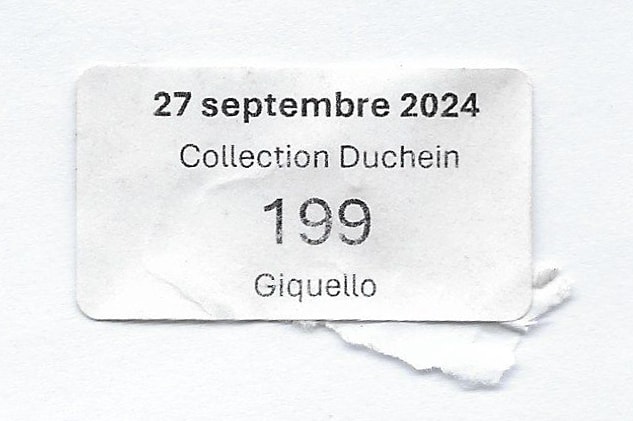 27 septembre 2024
Collection Duchein
199
Giquello